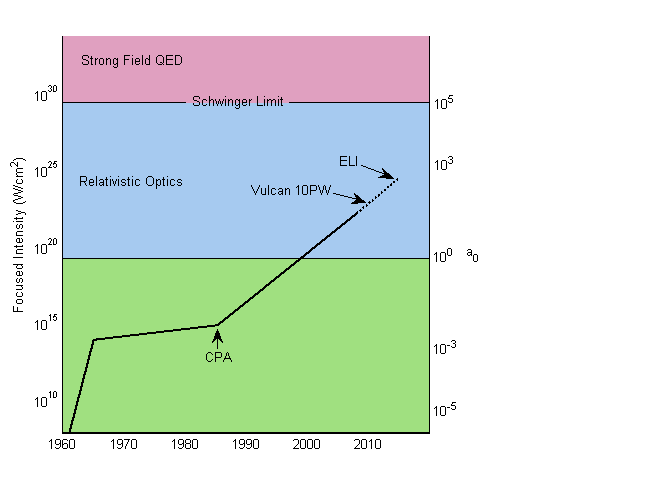 Strong Field QED
10^30
Schwinger Limit
10^5
10^25
ELI
10^3
Relativistic Optics
Vulcan 10PW
Focused Intensity (W/cm^2)
10^20
10^0 a_0
10^15
CPA
10^-3
10^10
10^-5
1960 1970 1980 1990 2000 2010